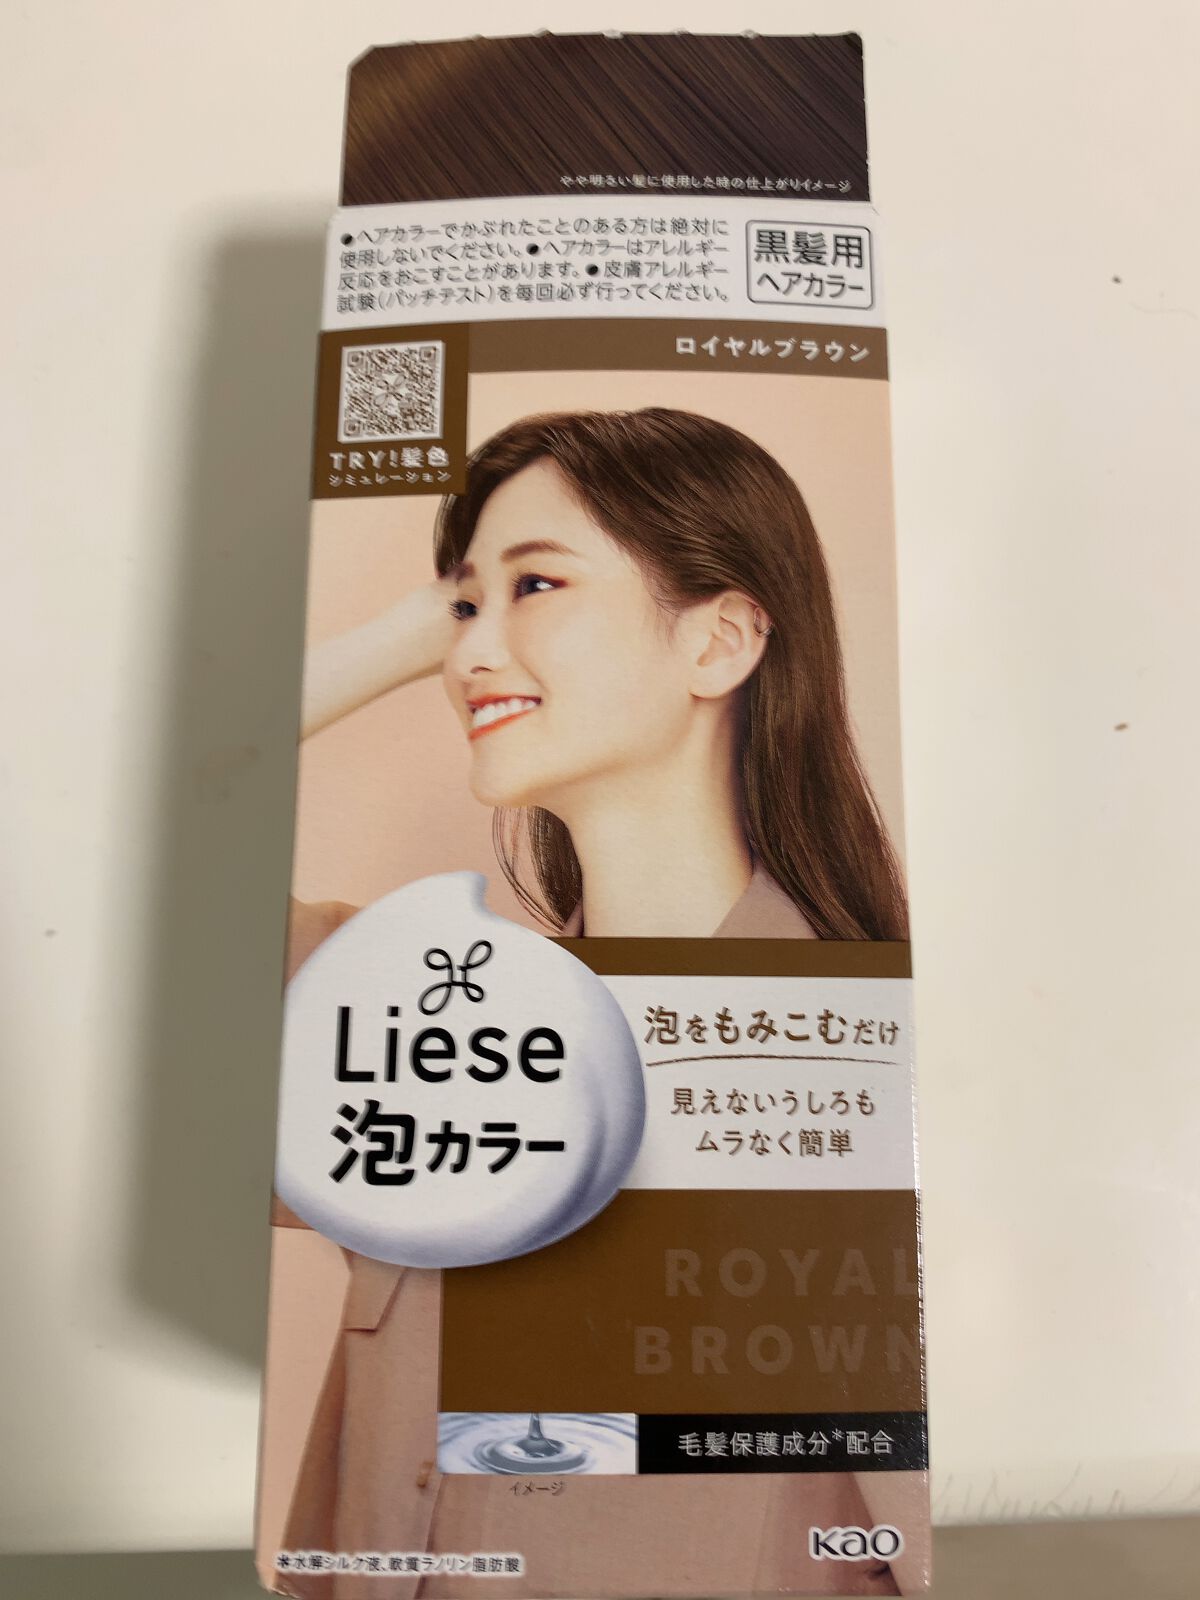 やや明るい髪に使用した時の仕上がりイメージ
●ヘアカラーでかぶれたことのある方は絶対に
使用しないでください。●ヘアカラーはアレルギー
反応をおこすことがあります。●皮膚アレルギー
試験(パッチテスト)を毎回必ず行ってください。
黒髪用
ヘアカラー
ロイヤルブラウン
TRY!髪色
シミュレーション
Liese
泡カラー
泡をもみこむだけ
見えないうしろも
ムラなく簡単
ROYAL
BROWN
毛髪保護成分*配合
イメージ
Kao
*水解シルク液、軟質ラノリン脂肪酸